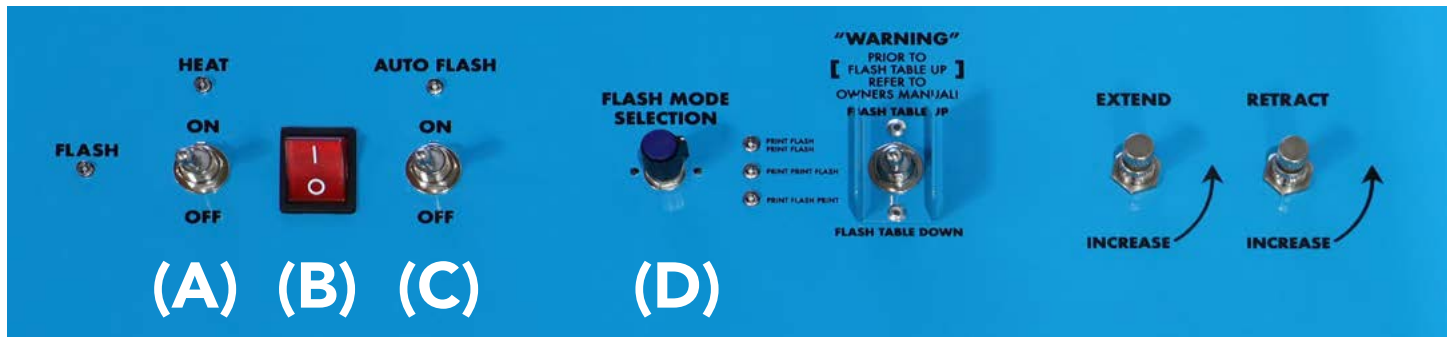 FLASH
HEAT
ON
OFF
(A)
I
O
(B)
AUTO FLASH
ON
OFF
(C)
FLASH MODE
SELECTION
(D)
PRINT FLASH
PRINT FLASH
PRINT PRINT FLASH
PRINT FLASH PRINT
"WARNING"
[ PRIOR TO
FLASH TABLE UP
REFER TO ]
OWNERS MANUAL!
FLASH TABLE UP
FLASH TABLE DOWN
EXTEND
INCREASE
RETRACT
INCREASE